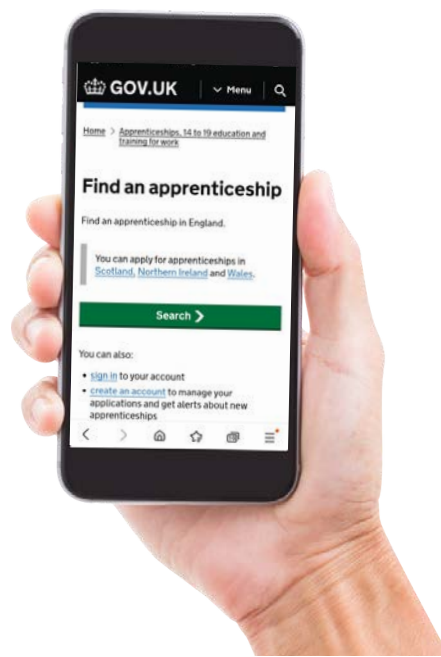 GOV.UK
Menu
Home > Apprenticeships, 14 to 19 education and
training for work
Find an apprenticeship
Find an apprenticeship in England.
You can apply for apprenticeships in
Scotland, Northern Ireland and Wales.
Search
You can also:
• sign in to your account
• create an account to manage your
applications and get alerts about new
apprenticeships